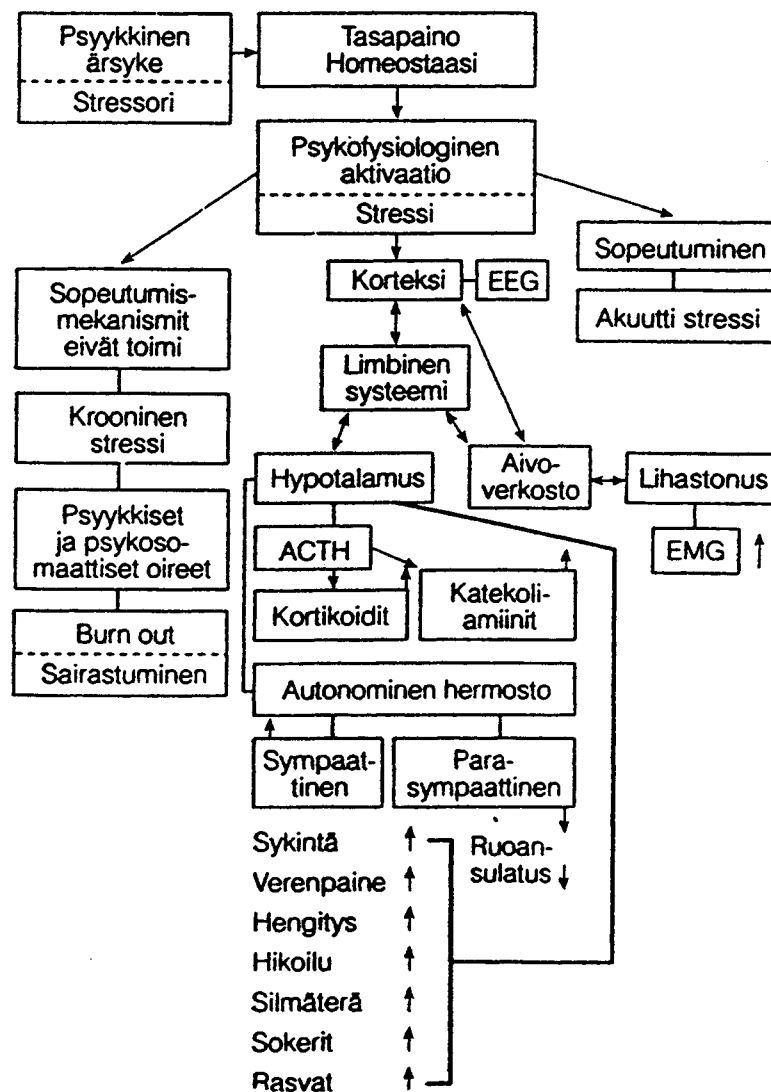 Psyykkinen
ärsyke
Stressori
Tasapaino
Homeostaasi
Psykofysiologinen
aktivaatio
Stressi
Sopeutuminen
Akuutti stressi
Korteksi
EEG
Sopeutumis-
mekanismit
eivät toimi
Limbinen
systeemi
Krooninen
stressi
Hypotalamus
Aivo-
verkosto
Lihastonus
EMG ↑
Psyykkiset
ja psykoso-
maattiset oireet
ACTH
Kortikoidit
Katekoli-
amiinit
Burn out
Sairastuminen
Autonominen hermosto
Sympaat-
tinen
Para-
sympaattinen
Sykintä ↑
Verenpaine ↑
Hengitys ↑
Hikoilu ↑
Silmäterä ↑
Sokerit ↑
Rasvat ↑
Ruoan-
sulatus ↓